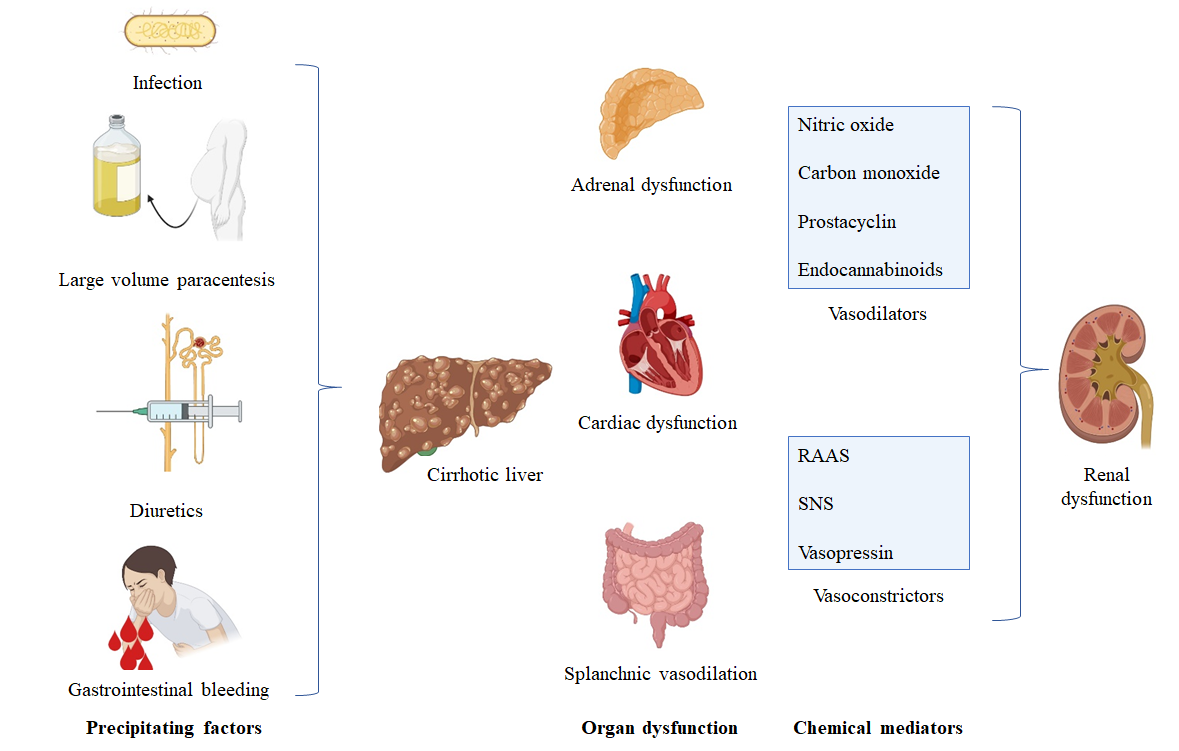 Infection
Large volume paracentesis
Diuretics
Gastrointestinal bleeding
Precipitating factors
Cirrhotic liver
Adrenal dysfunction
Cardiac dysfunction
Splanchnic vasodilation
Organ dysfunction
Nitric oxide
Carbon monoxide
Prostacyclin
Endocannabinoids
Vasodilators
RAAS
SNS
Vasopressin
Vasoconstrictors
Chemical mediators
Renal
dysfunction